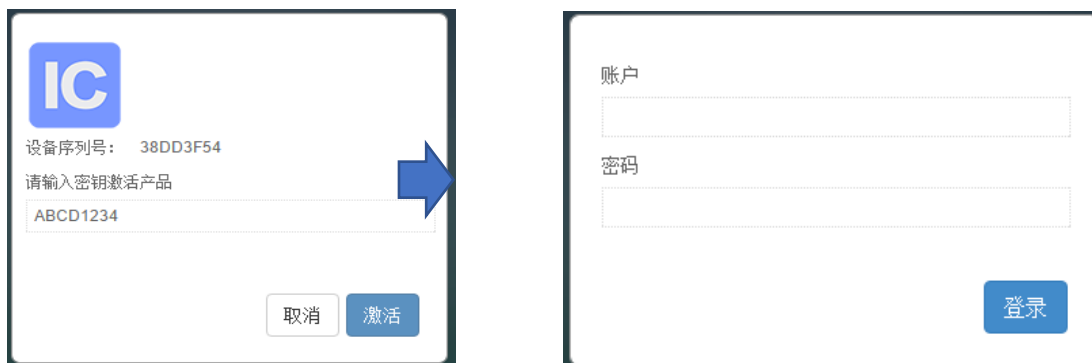 IC
设备序列号： 38DD3F54
请输入密钥激活产品
ABCD1234
取消 激活
账户
密码
登录